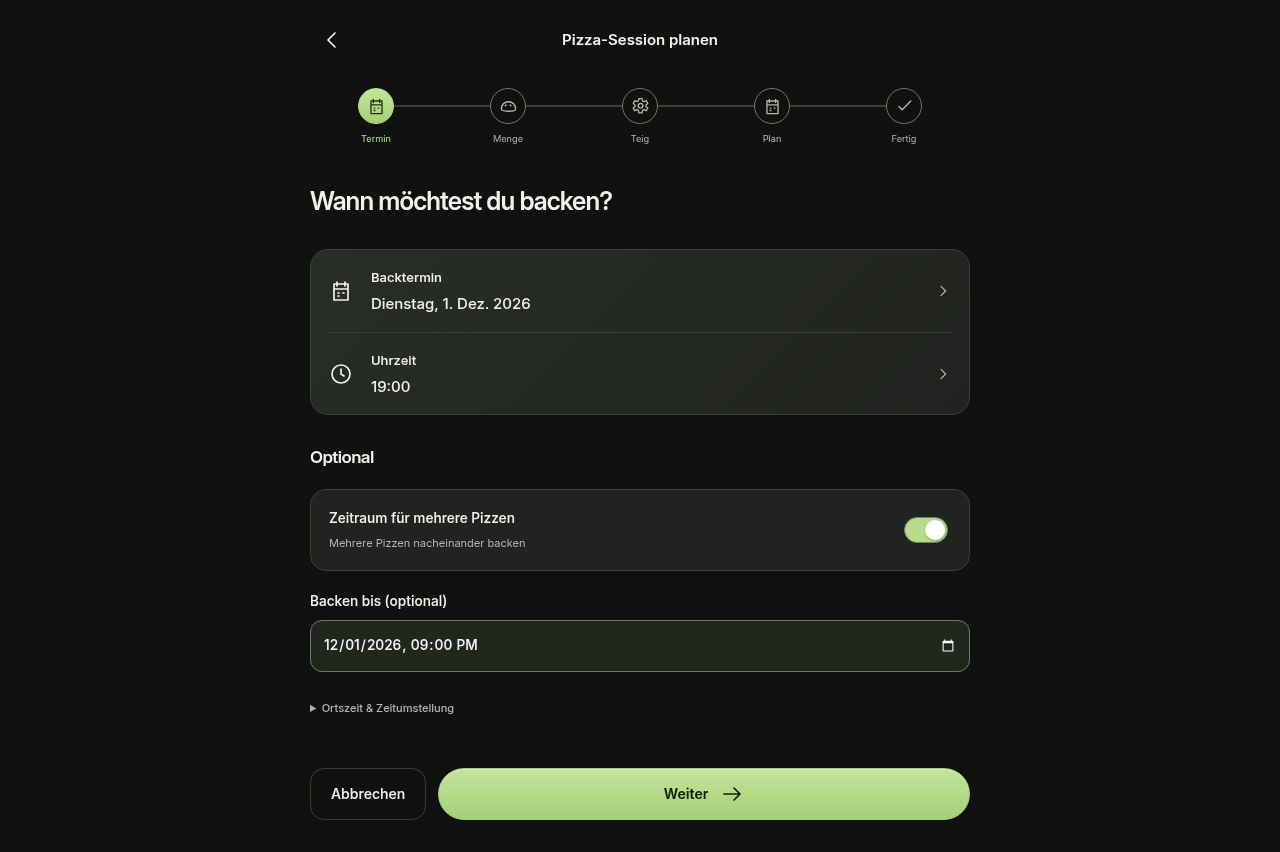 Pizza-Session planen
Termin
Menge
Teig
Plan
Fertig
Wann möchtest du backen?
Backtermin
Dienstag, 1. Dez. 2026
Uhrzeit
19:00
Optional
Zeitraum für mehrere Pizzen
Mehrere Pizzen nacheinander backen
Backen bis (optional)
12/01/2026, 09:00 PM
Ortszeit & Zeitumstellung
Abbrechen
Weiter